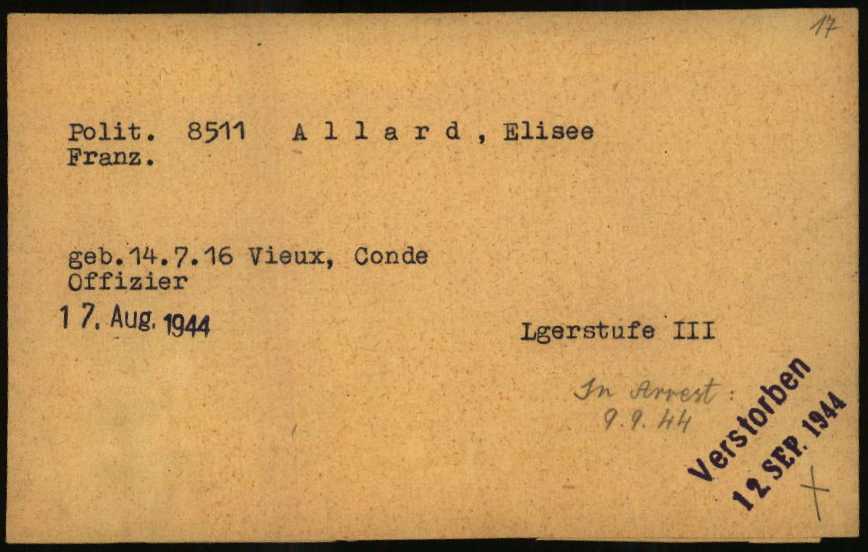 17
Polit. 8511 A l l a r d , Elisee
Franz.
geb.14.7.16 Vieux, Conde
Offizier
17. Aug. 1944
Lgerstufe III
In Arrest:
9.9.44
Verstorben
12 SEP. 1944